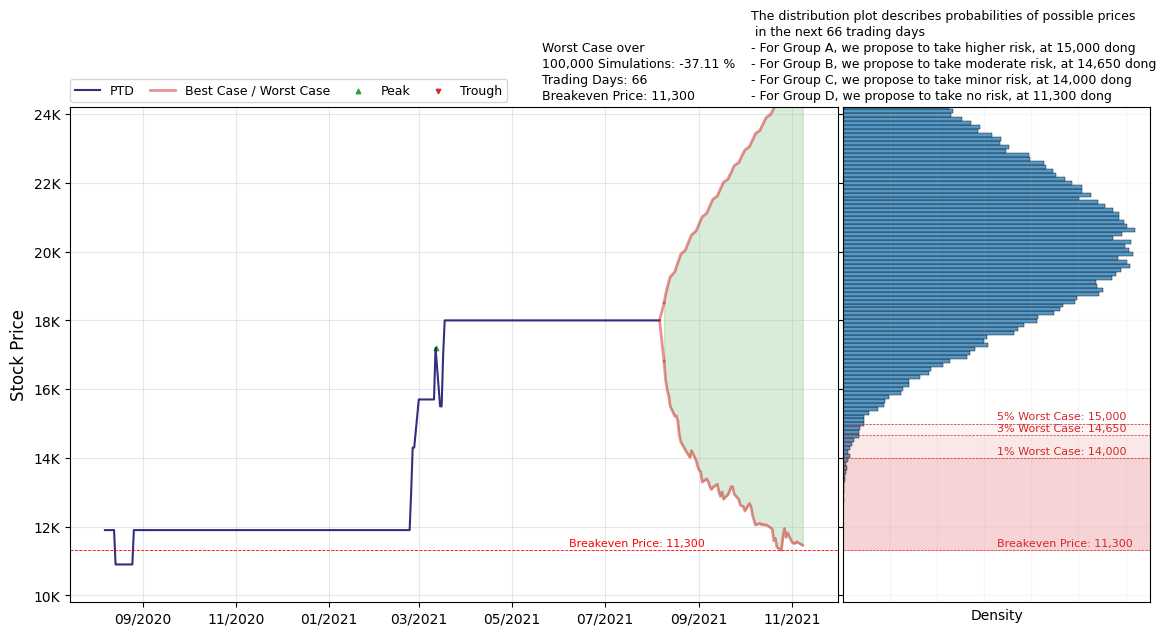 The distribution plot describes probabilities of possible prices
in the next 66 trading days
- For Group A, we propose to take higher risk, at 15,000 dong
- For Group B, we propose to take moderate risk, at 14,650 dong
- For Group C, we propose to take minor risk, at 14,000 dong
- For Group D, we propose to take no risk, at 11,300 dong
Worst Case over
100,000 Simulations: -37.11 %
Trading Days: 66
Breakeven Price: 11,300
PTD
Best Case / Worst Case
Peak
Trough
Stock Price
24K
22K
20K
18K
16K
14K
12K
10K
Breakeven Price: 11,300
5% Worst Case: 15,000
3% Worst Case: 14,650
1% Worst Case: 14,000
Breakeven Price: 11,300
09/2020
11/2020
01/2021
03/2021
05/2021
07/2021
09/2021
11/2021
Density